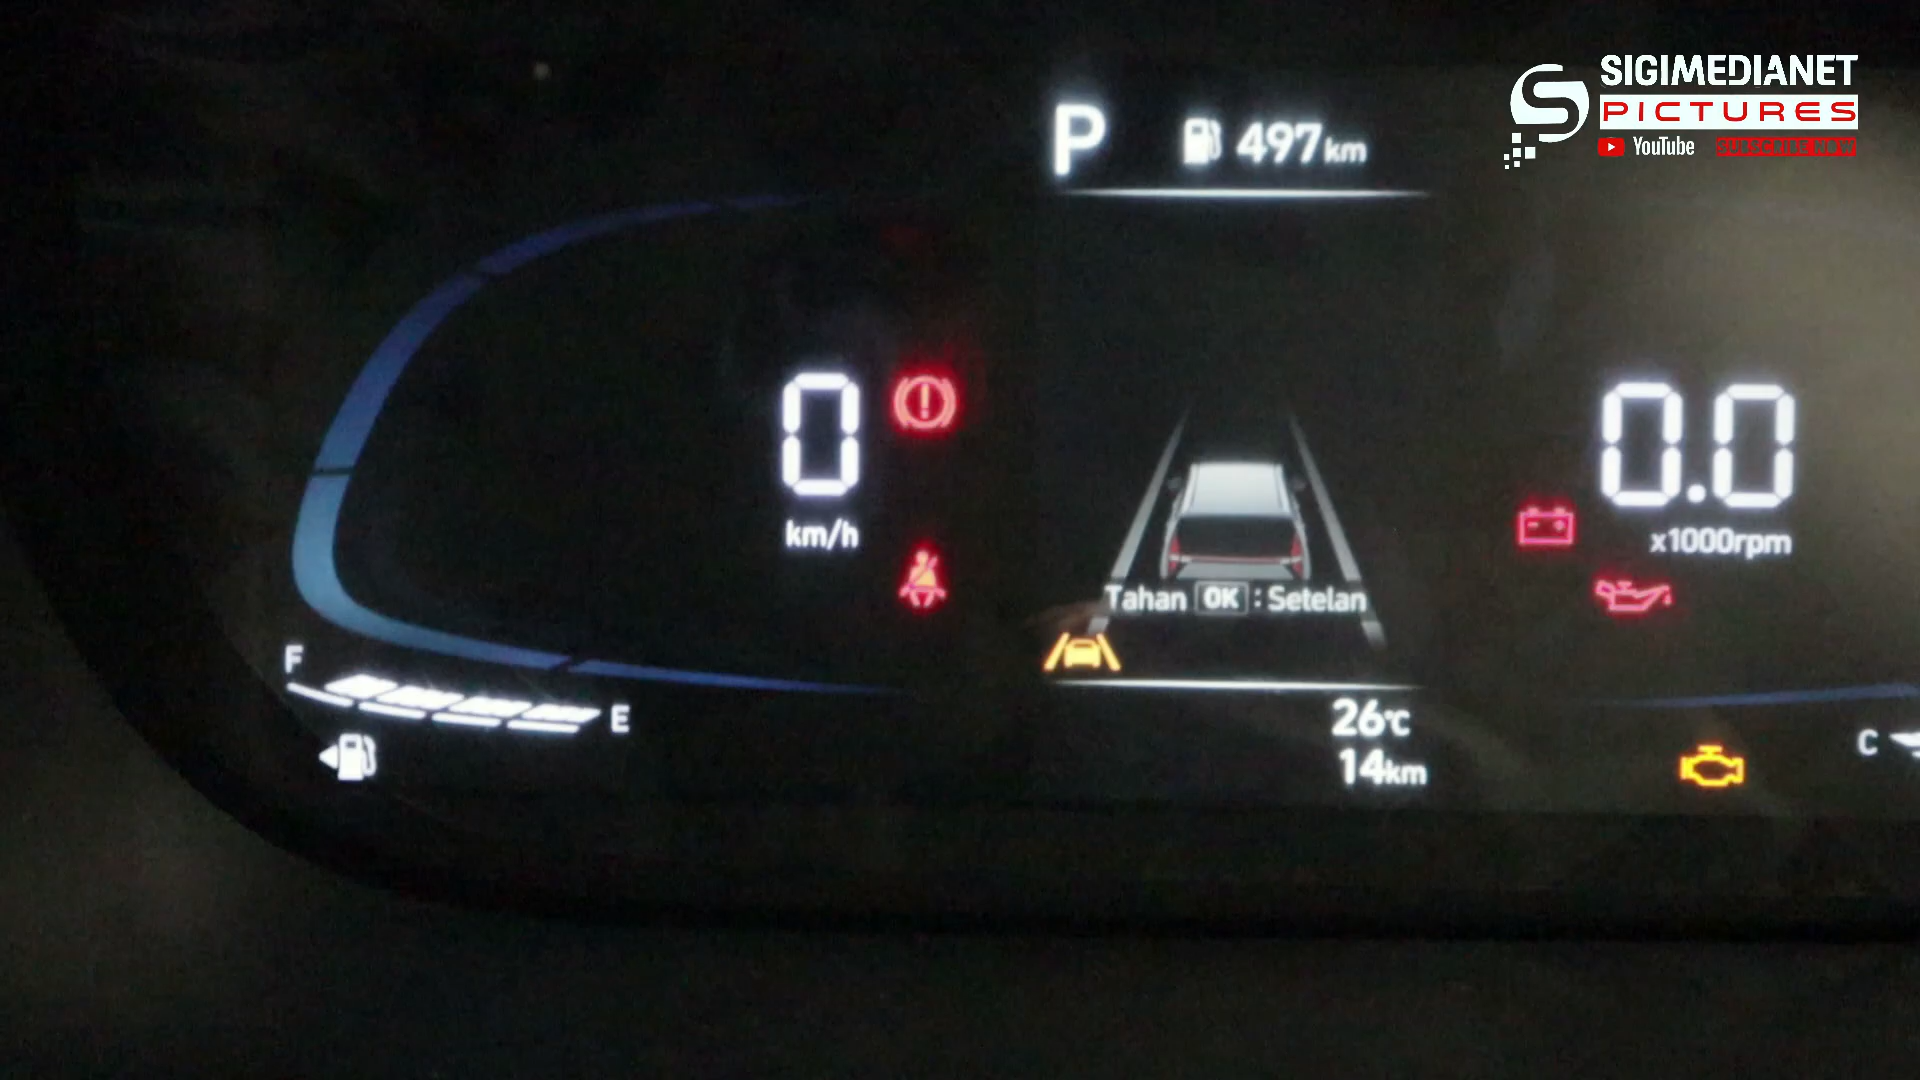 SIGIMEDIANET
PICTURES
YouTube SUBSCRIBE NOW
P 497km
0
km/h
0.0
x1000rpm
Tahan OK : Setelan
F
E
26℃
14km
C